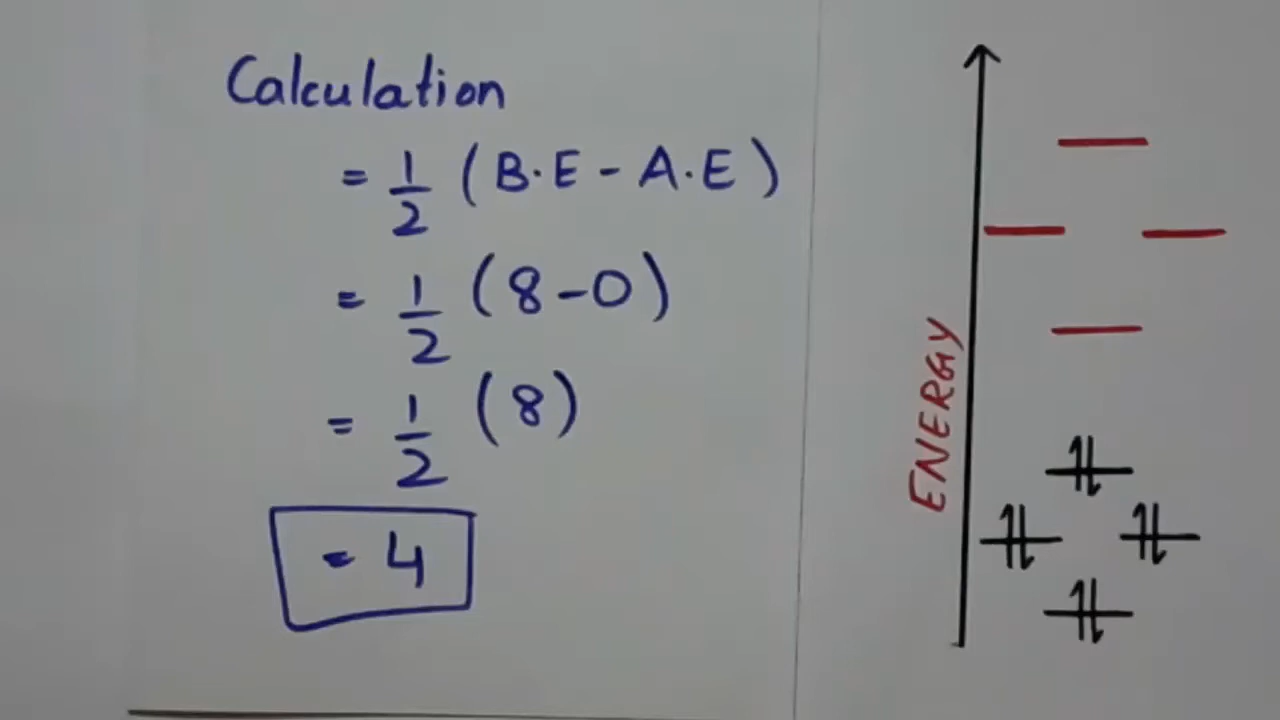 Calculation
= 1/2 (B.E - A.E)
= 1/2 (8-0)
= 1/2 (8)
= 4
ENERGY